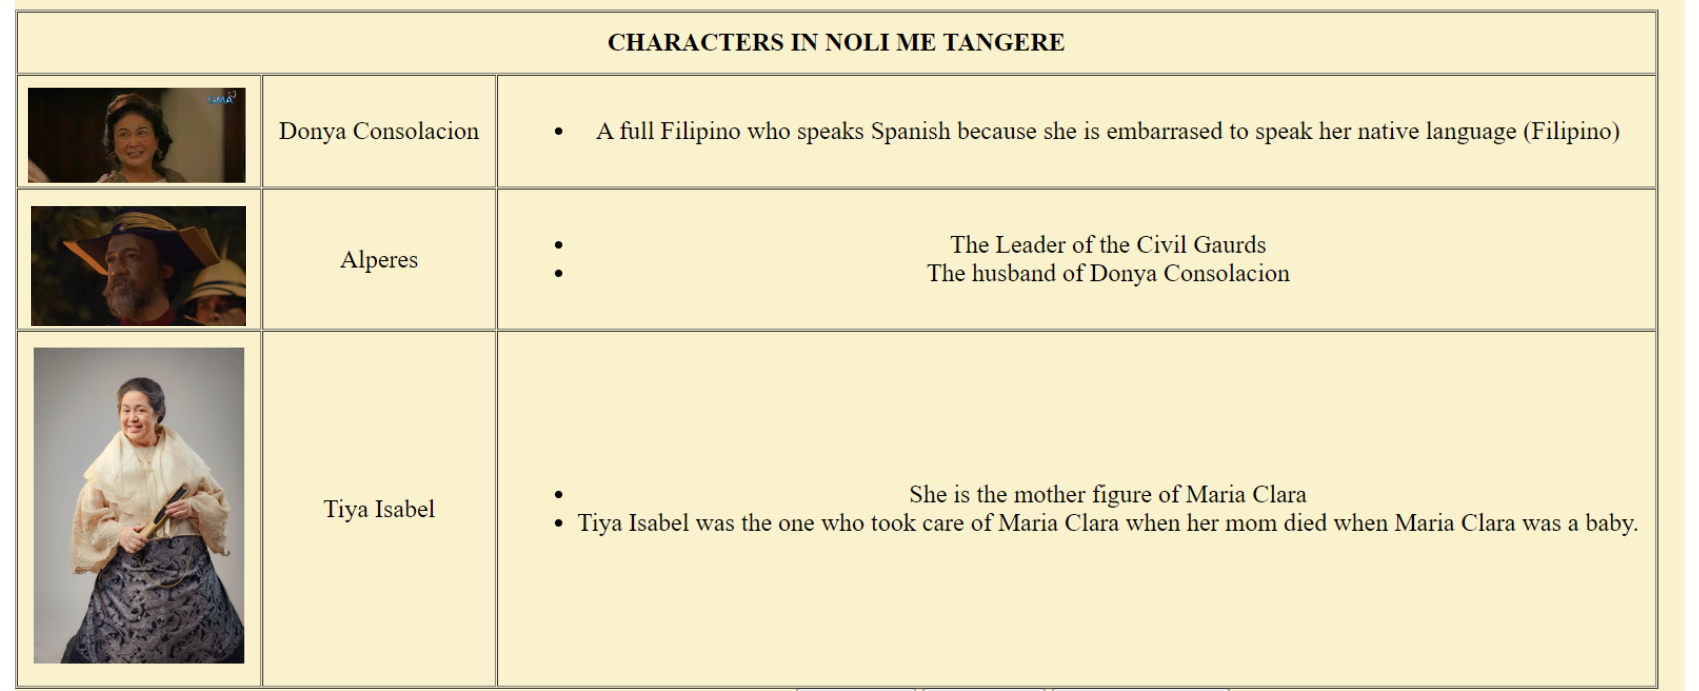 CHARACTERS IN NOLI ME TANGERE
GMA
Donya Consolacion
A full Filipino who speaks Spanish because she is embarrased to speak her native language (Filipino)
Alperes
The Leader of the Civil Gaurds
The husband of Donya Consolacion
Tiya Isabel
She is the mother figure of Maria Clara
Tiya Isabel was the one who took care of Maria Clara when her mom died when Maria Clara was a baby.